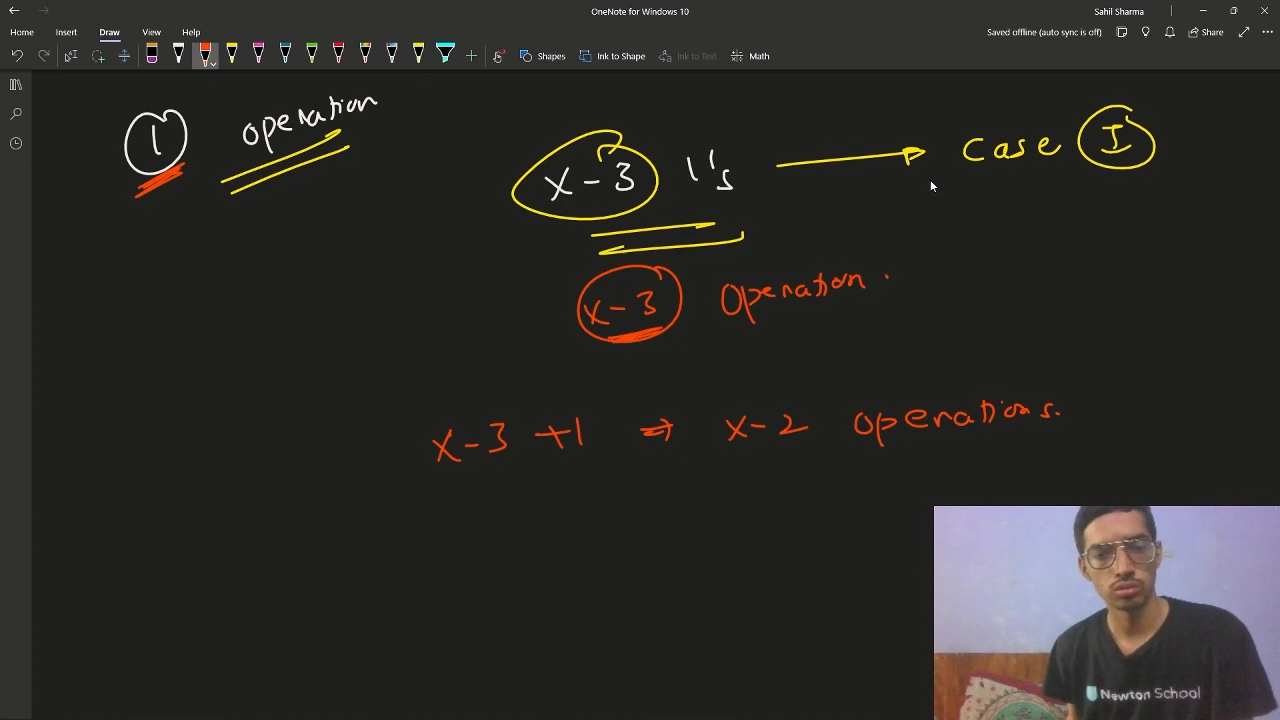 OneNote for Windows 10
Sahil Sharma
Home Insert Draw View Help
Saved offline (auto sync is off)
Share
Shapes
Ink to Shape
Ink to Text
Math
1 operation
x-3 1's → case I
x-3 operation.
x-3 +1 ⇒ x-2 operations.
Newton School